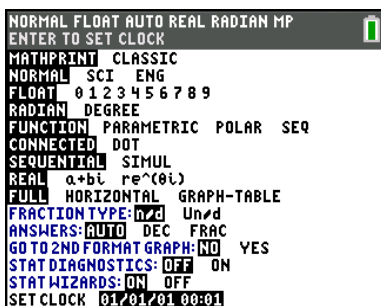 NORMAL FLOAT AUTO REAL RADIAN MP
ENTER TO SET CLOCK
MATHPRINT CLASSIC
NORMAL SCI ENG
FLOAT 0 1 2 3 4 5 6 7 8 9
RADIAN DEGREE
FUNCTION PARAMETRIC POLAR SEQ
CONNECTED DOT
SEQUENTIAL SIMUL
REAL a+bi re^(θi)
FULL HORIZONTAL GRAPH-TABLE
FRACTION TYPE: n/d Un/d
ANSWERS: AUTO DEC FRAC
GO TO 2ND FORMAT GRAPH: NO YES
STAT DIAGNOSTICS: OFF ON
STAT WIZARDS: ON OFF
SET CLOCK 01/01/01 00:01